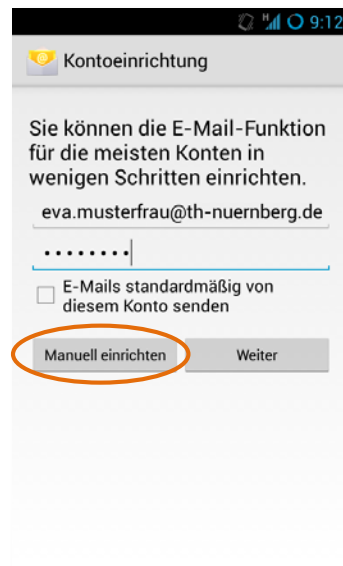 H 9:12
Kontoeinrichtung
Sie können die E-Mail-Funktion
für die meisten Konten in
wenigen Schritten einrichten.
eva.musterfrau@th-nuernberg.de
••••••••
E-Mails standardmäßig von
diesem Konto senden
Manuell einrichten Weiter